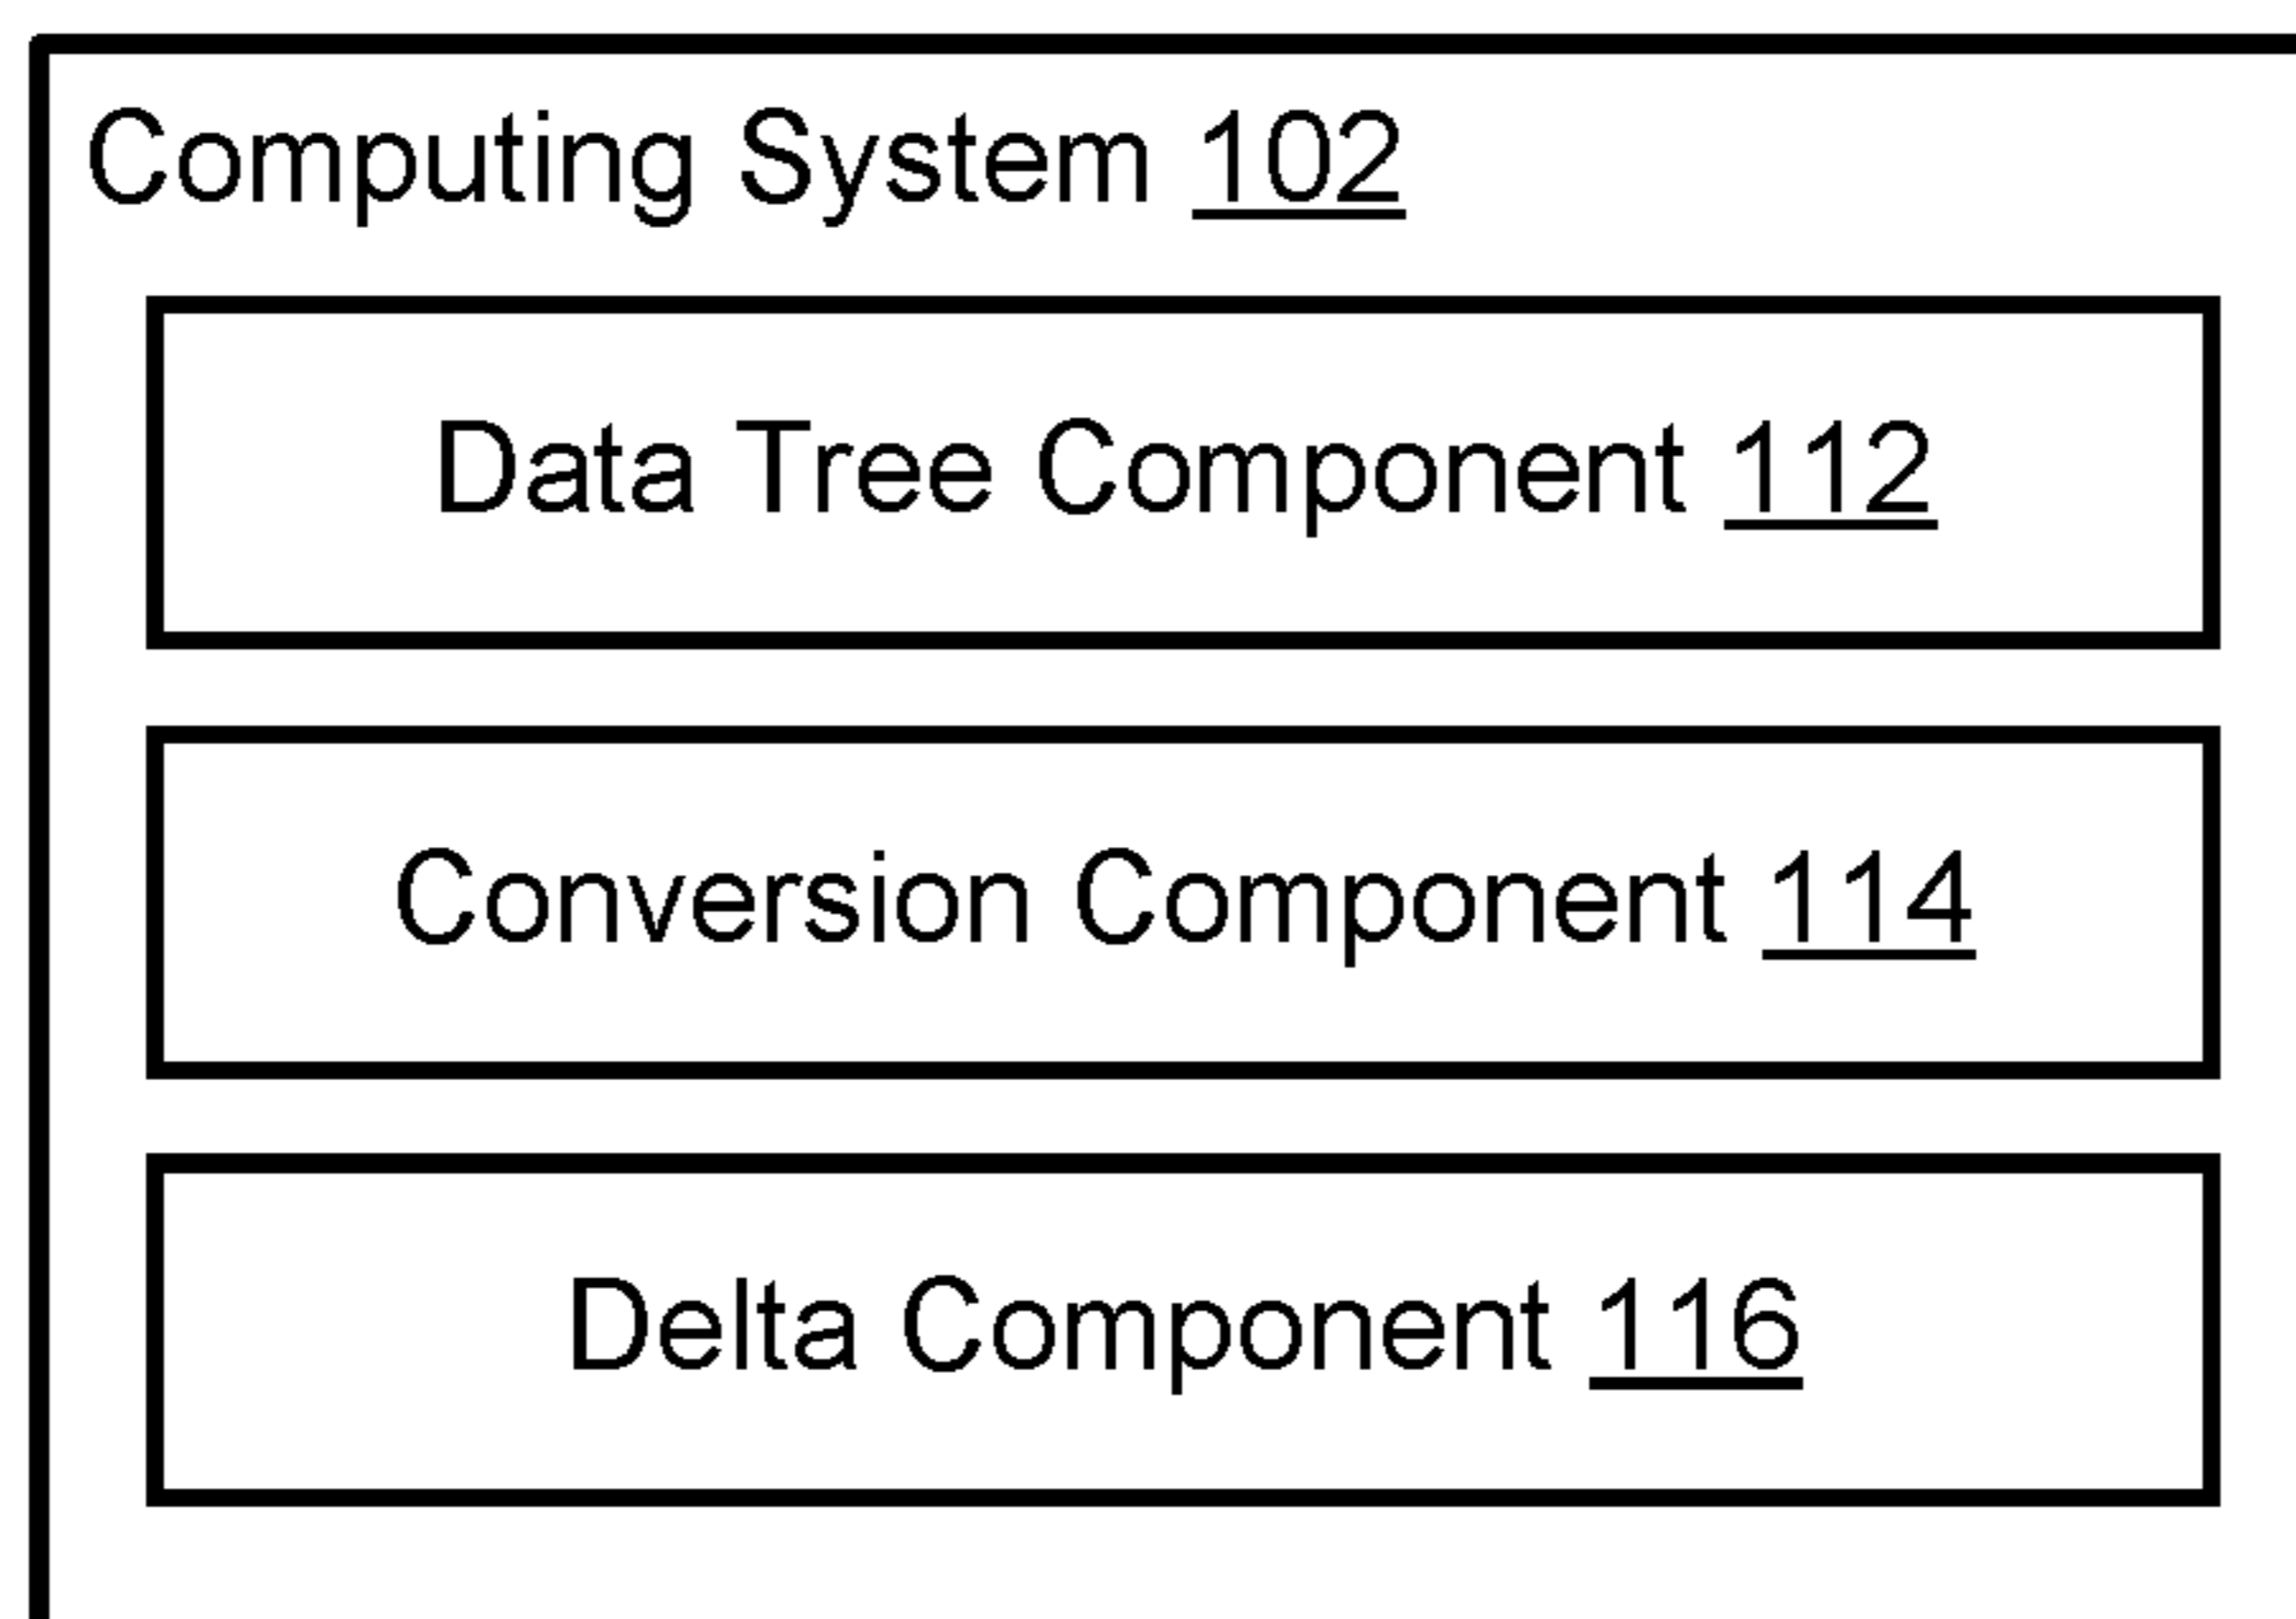 Computing System 102
Data Tree Component 112
Conversion Component 114
Delta Component 116